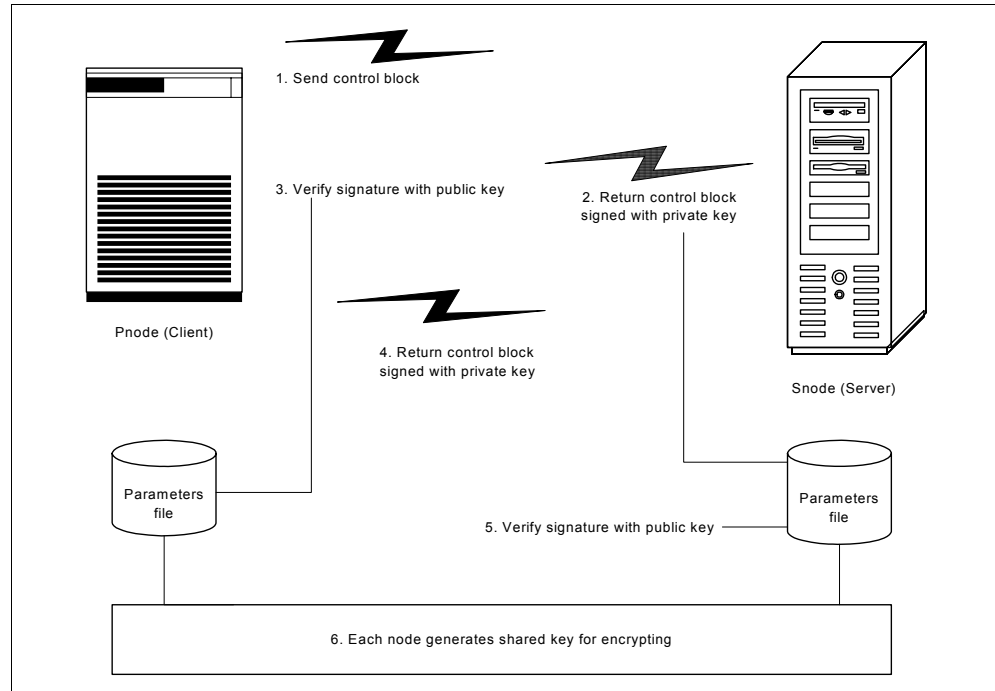 1. Send control block
3. Verify signature with public key
2. Return control block
signed with private key
Pnode (Client)
4. Return control block
signed with private key
Snode (Server)
Parameters
file
Parameters
file
5. Verify signature with public key
6. Each node generates shared key for encrypting